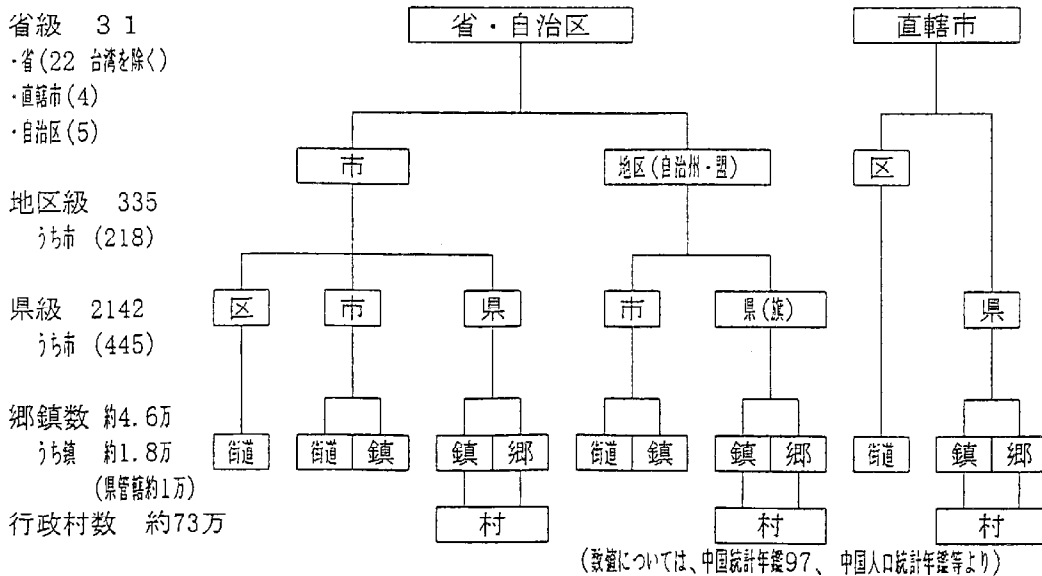 省級 31
・省(22 台湾を除く)
・直轄市(4)
・自治区(5)
地区級 335
うち市 (218)
県級 2142
うち市 (445)
郷鎮数 約4.6万
うち鎮 約1.8万
(県管轄約1万)
行政村数 約73万
省・自治区 直轄市
市 地区(自治州・盟) 区
区 市 県 市 県(旗) 県
街道 街道 鎮 鎮 郷 街道 鎮 鎮 郷 街道 鎮 郷
村 村 村
(数値については、中国統計年鑑97、 中国人口統計年鑑等より)